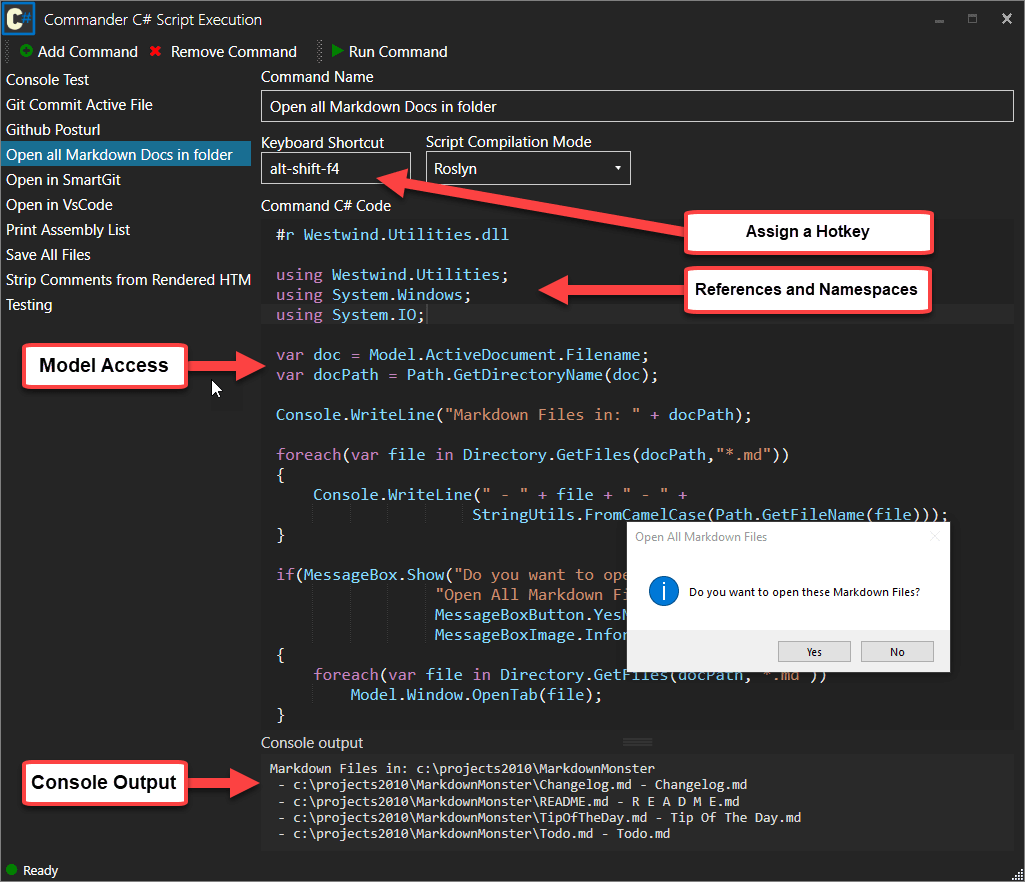 C#
Commander C# Script Execution
Add Command
Remove Command
Run Command
Console Test
Git Commit Active File
Github Posturl
Open all Markdown Docs in folder
Open in SmartGit
Open in VsCode
Print Assembly List
Save All Files
Strip Comments from Rendered HTM
Testing
Command Name
Open all Markdown Docs in folder
Keyboard Shortcut
Script Compilation Mode
alt-shift-f4
Roslyn
Command C# Code
Assign a Hotkey
References and Namespaces
Model Access
#r Westwind.Utilities.dll
using Westwind.Utilities;
using System.Windows;
using System.IO;
var doc = Model.ActiveDocument.Filename;
var docPath = Path.GetDirectoryName(doc);
Console.WriteLine("Markdown Files in: " + docPath);
foreach(var file in Directory.GetFiles(docPath,"*.md"))
{
Console.WriteLine(" - " + file + " - " +
StringUtils.FromCamelCase(Path.GetFileName(file)));
}
if(MessageBox.Show("Do you want to ope
"Open All Markdown Fi
MessageBoxButton.Yes
MessageBoxImage.Infor
{
foreach(var file in Directory.GetFiles(docPath,"*.md"))
Model.Window.OpenTab(file);
}
Open All Markdown Files
i
Do you want to open these Markdown Files?
Yes
No
Console output
Console Output
Markdown Files in: c:\projects2010\MarkdownMonster
- c:\projects2010\MarkdownMonster\Changelog.md - Changelog.md
- c:\projects2010\MarkdownMonster\README.md - R E A D M E.md
- c:\projects2010\MarkdownMonster\TipOfTheDay.md - Tip Of The Day.md
- c:\projects2010\MarkdownMonster\Todo.md - Todo.md
Ready